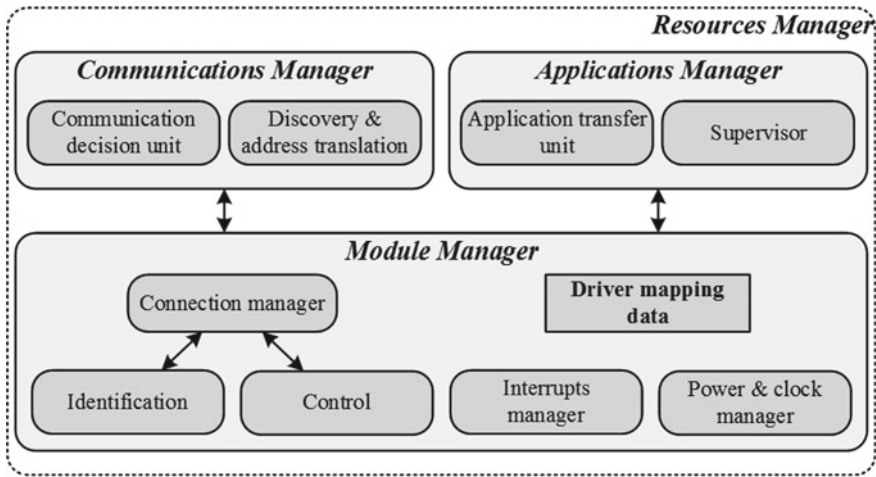 Resources Manager
Communications Manager
Communication
decision unit
Discovery &
address translation
Applications Manager
Application transfer
unit
Supervisor
Module Manager
Connection manager
Driver mapping
data
Identification
Control
Interrupts
manager
Power & clock
manager